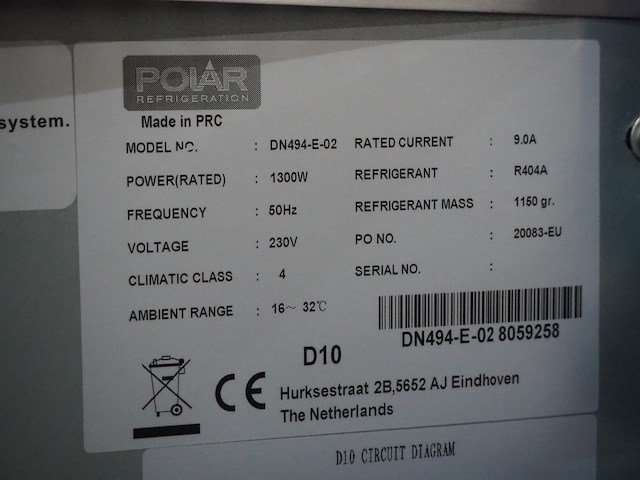 system.
POLAR
REFRIGERATION
Made in PRC
MODEL NO. : DN494-E-02
POWER(RATED) : 1300W
FREQUENCY : 50Hz
VOLTAGE : 230V
CLIMATIC CLASS : 4
AMBIENT RANGE : 16~ 32℃
RATED CURRENT : 9.0A
REFRIGERANT : R404A
REFRIGERANT MASS : 1150 gr.
PO NO. : 20083-EU
SERIAL NO. :
DN494-E-02 8059258
D10
CE
Hurksestraat 2B,5652 AJ Eindhoven
The Netherlands
D10 CIRCUIT DIAGRAM